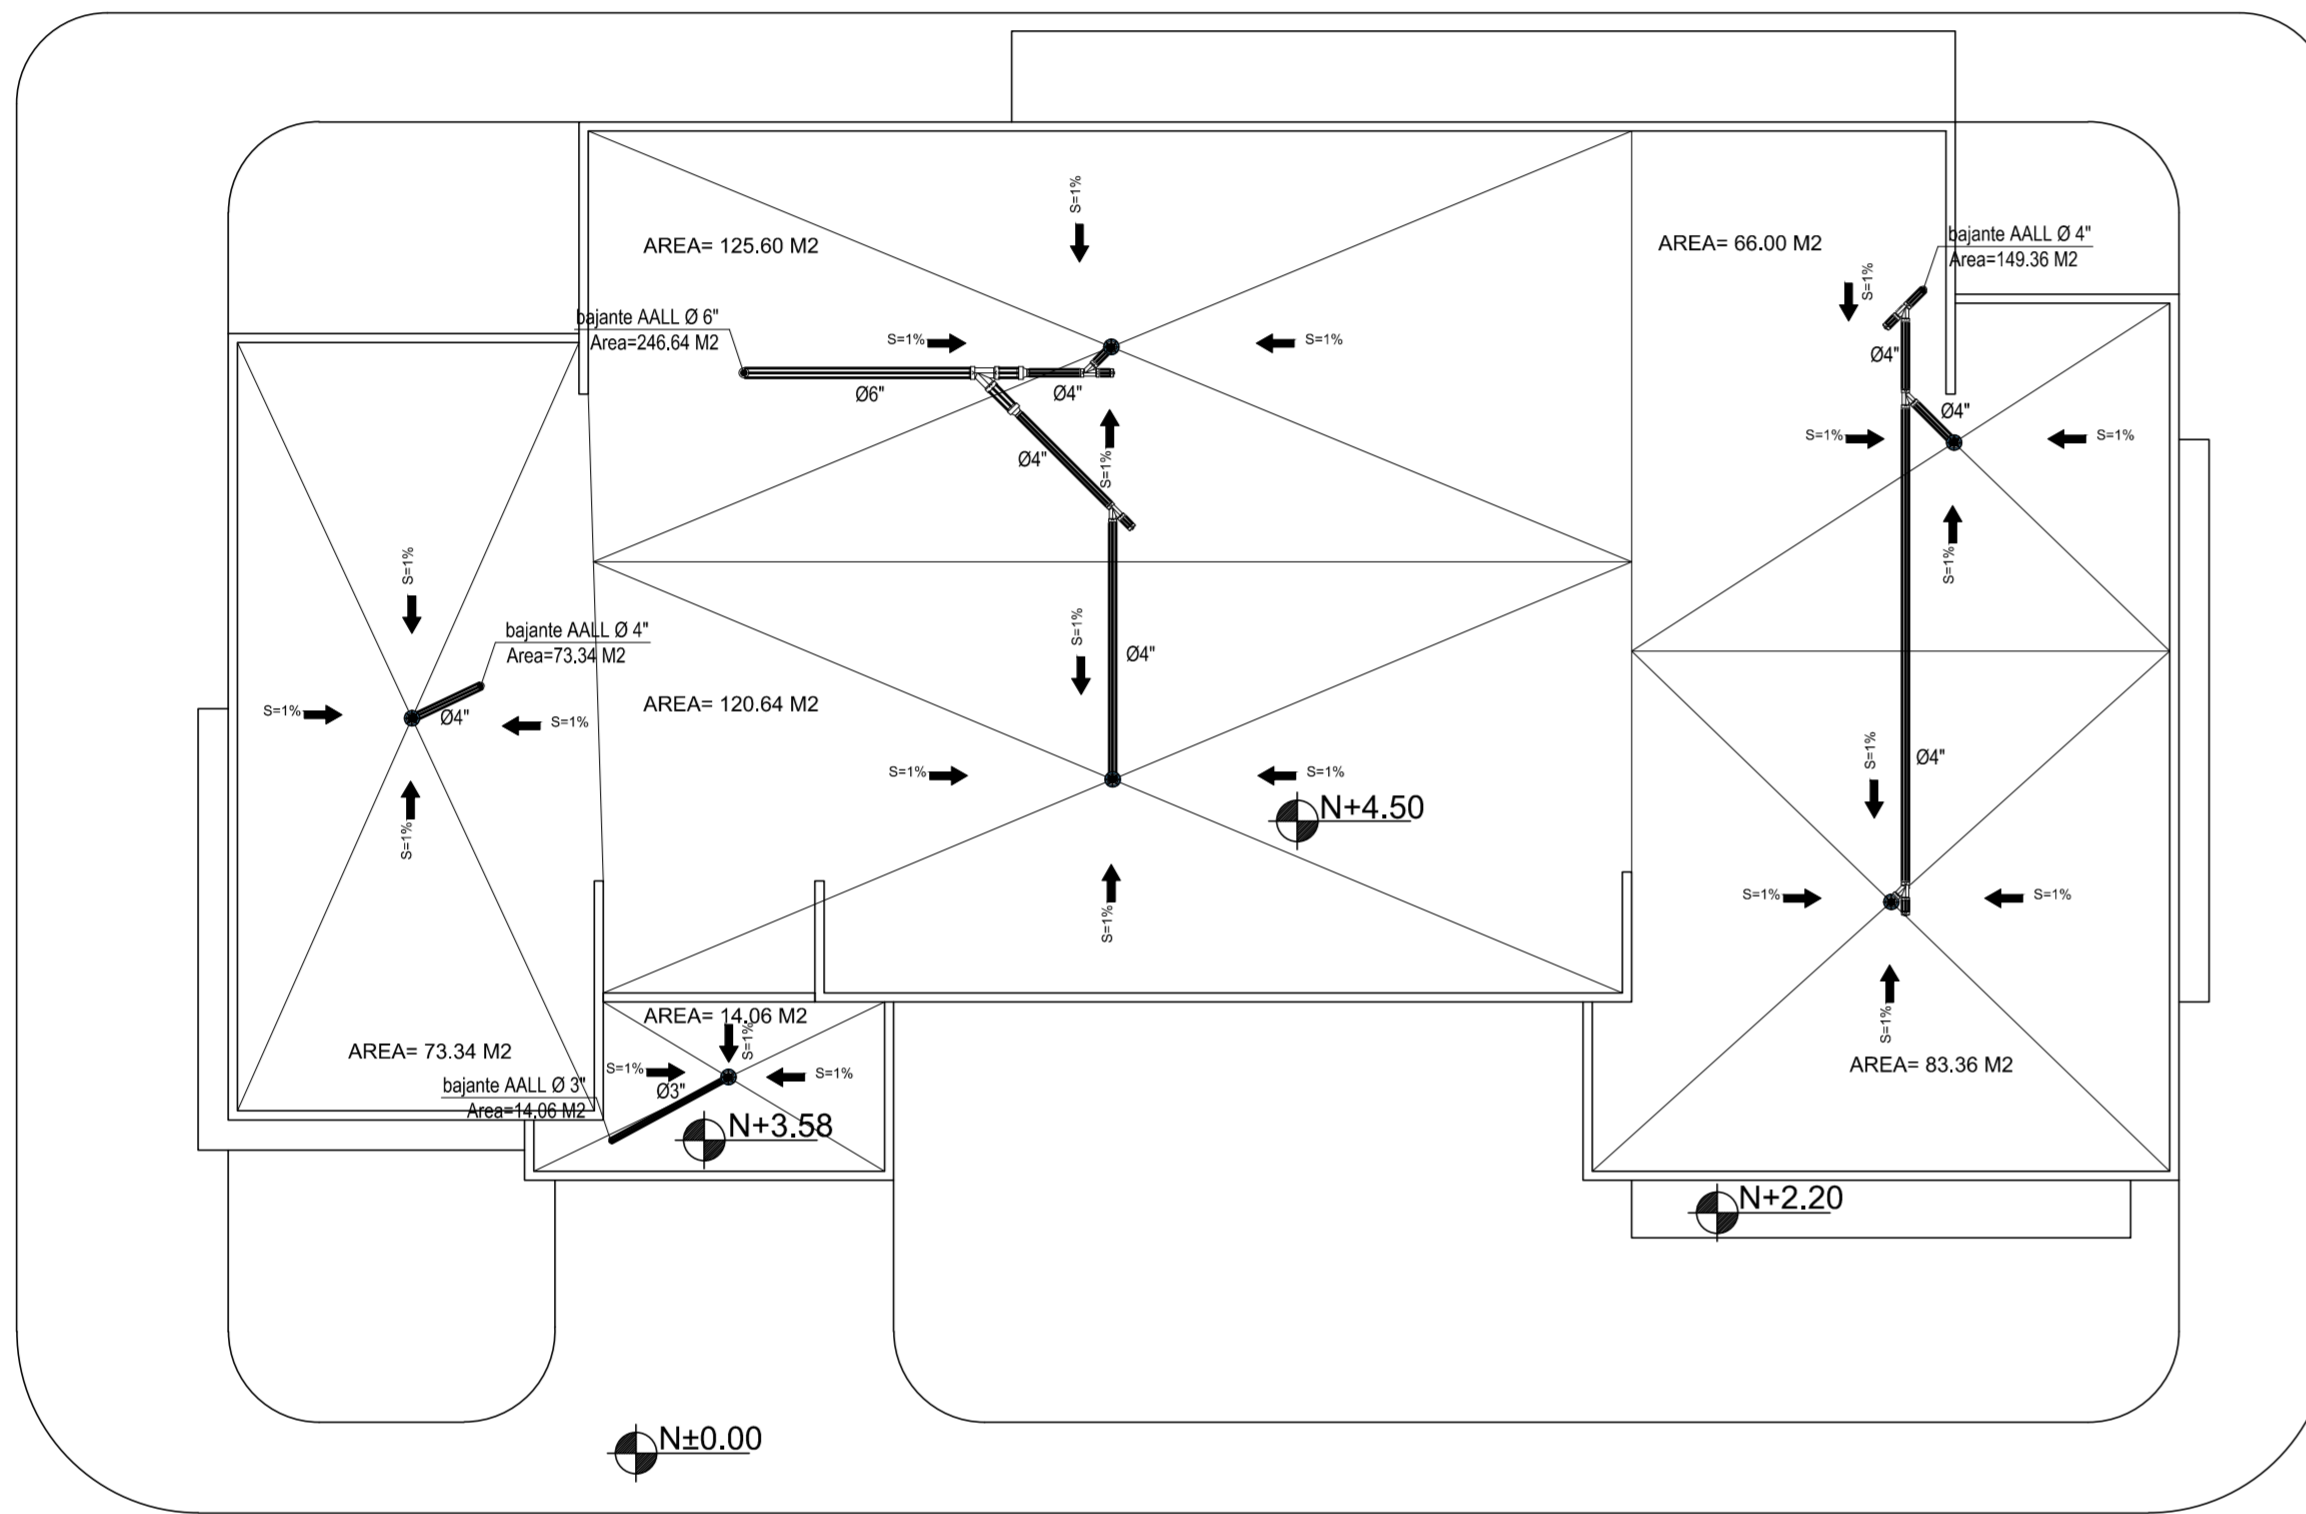 S=1%
AREA= 125.60 M2
AREA= 66.00 M2
bajante AALL Ø 4"
Area=149.36 M2
S=1%
bajante AALL Ø 6"
Area=246.64 M2
S=1%
S=1%
Ø4"
Ø6"
Ø4"
Ø4"
S=1%
S=1%
Ø4"
S=1%
S=1%
S=1%
bajante AALL Ø 4"
Area=73.34 M2
S=1%
Ø4"
AREA= 120.64 M2
S=1%
Ø4"
S=1%
S=1%
Ø4"
S=1%
S=1%
N+4.50
S=1%
S=1%
S=1%
S=1%
AREA= 14.06 M2
S=1%
S=1%
AREA= 73.34 M2
S=1%
S=1%
AREA= 83.36 M2
bajante AALL Ø 3"
Area=14.06 M2
Ø3"
N+3.58
N+2.20
N±0.00